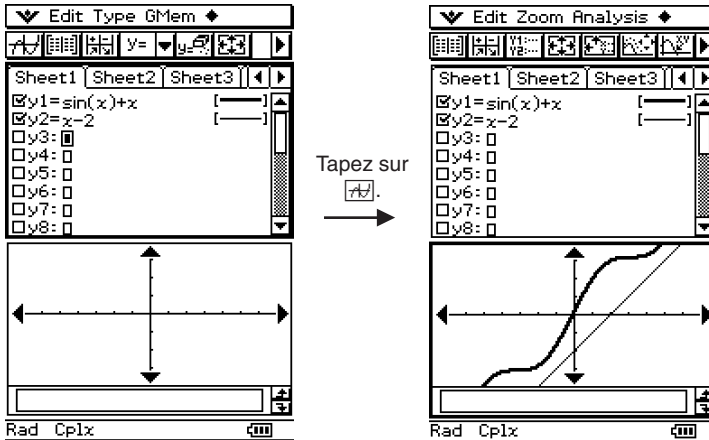 Edit Type GMem
Sheet1 Sheet2 Sheet3
y1=sin(x)+x [—]
y2=x-2 [—]
y3:
y4:
y5:
y6:
y7:
y8:
Rad Cplx
Tapez sur
.
Edit Zoom Analysis
Sheet1 Sheet2 Sheet3
y1=sin(x)+x [—]
y2=x-2 [—]
y3:
y4:
y5:
y6:
y7:
y8:
Rad Cplx